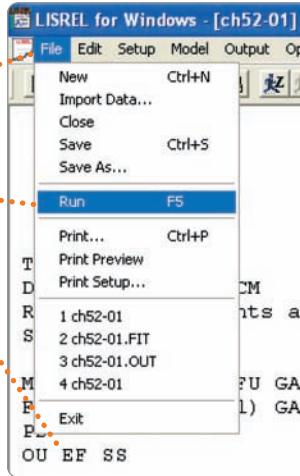 LISREL for Windows - [ch52-01]
File Edit Setup Model Output
New Ctrl+N
Import Data...
Close
Save Ctrl+S
Save As...
Run F5
Print... Ctrl+P
Print Preview
Print Setup...
CM
nts a
1 ch52-01
2 ch52-01.FIT
3 ch52-01.OUT
4 ch52-01
FU GA
) GA
Exit
OU EF SS